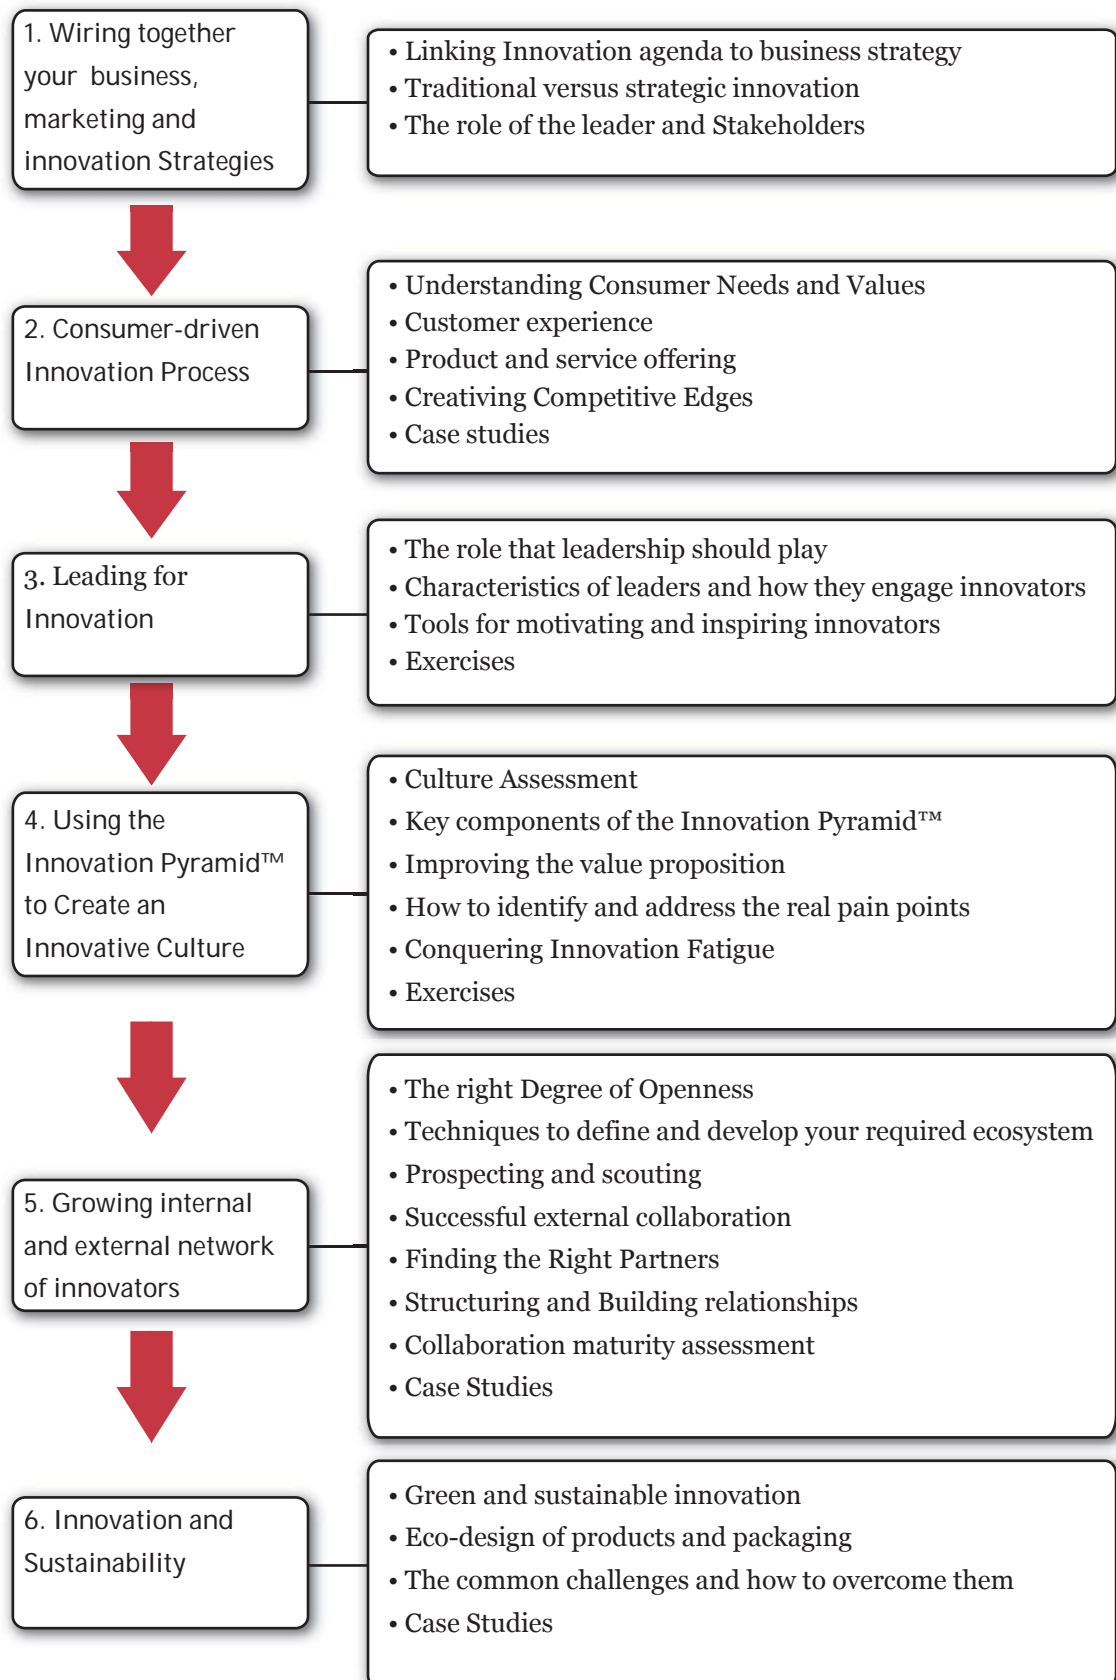 1. Wiring together
your business,
marketing and
innovation Strategies
• Linking Innovation agenda to business strategy
• Traditional versus strategic innovation
• The role of the leader and Stakeholders
2. Consumer-driven
Innovation Process
• Understanding Consumer Needs and Values
• Customer experience
• Product and service offering
• Creativing Competitive Edges
• Case studies
3. Leading for
Innovation
• The role that leadership should play
• Characteristics of leaders and how they engage innovators
• Tools for motivating and inspiring innovators
• Exercises
4. Using the
Innovation Pyramid™
to Create an
Innovative Culture
• Culture Assessment
• Key components of the Innovation Pyramid™
• Improving the value proposition
• How to identify and address the real pain points
• Conquering Innovation Fatigue
• Exercises
5. Growing internal
and external network
of innovators
• The right Degree of Openness
• Techniques to define and develop your required ecosystem
• Prospecting and scouting
• Successful external collaboration
• Finding the Right Partners
• Structuring and Building relationships
• Collaboration maturity assessment
• Case Studies
6. Innovation and
Sustainability
• Green and sustainable innovation
• Eco-design of products and packaging
• The common challenges and how to overcome them
• Case Studies